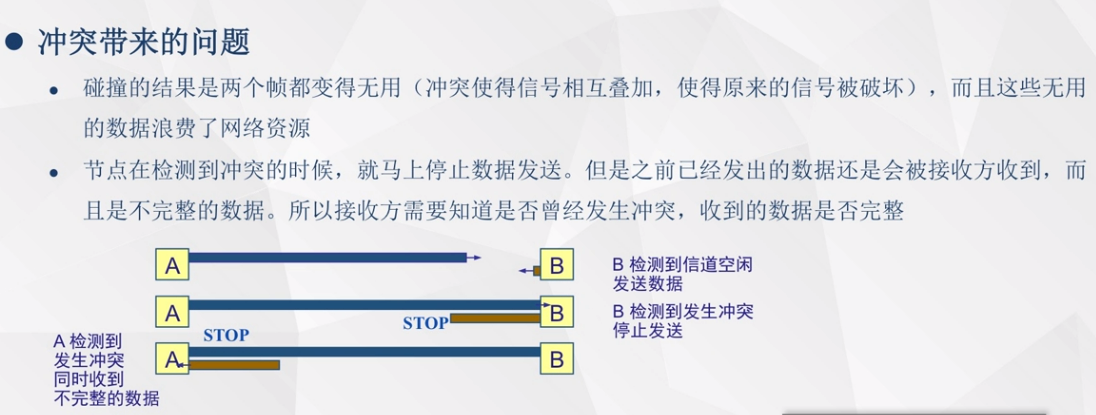 冲突带来的问题
碰撞的结果是两个帧都变得无用（冲突使得信号相互叠加，使得原来的信号被破坏），而且这些无用
的数据浪费了网络资源
节点在检测到冲突的时候，就马上停止数据发送。但是之前已经发出的数据还是会被接收方收到，而
且是不完整的数据。所以接收方需要知道是否曾经发生冲突，收到的数据是否完整
A
B
B 检测到信道空闲
发送数据
A
STOP
B
B 检测到发生冲突
停止发送
A 检测到
发生冲突
同时收到
不完整的数据
STOP
A
B